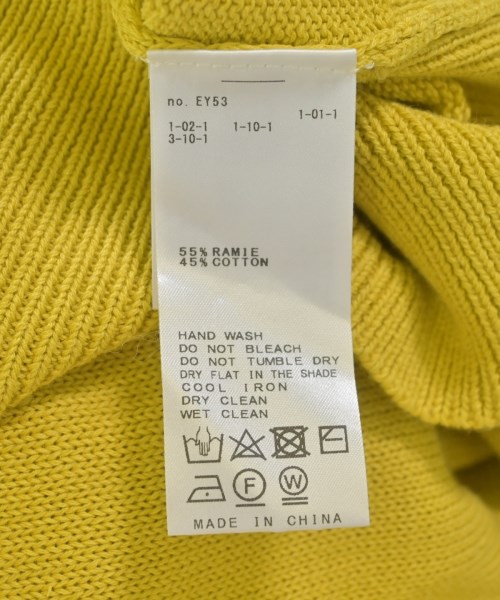 no. EY53
1-01-1
1-02-1 1-10-1
3-10-1
55% RAMIE
45% COTTON
HAND WASH
DO NOT BLEACH
DO NOT TUMBLE DRY
DRY FLAT IN THE SHADE
COOL IRON
DRY CLEAN
WET CLEAN
F W
MADE IN CHINA